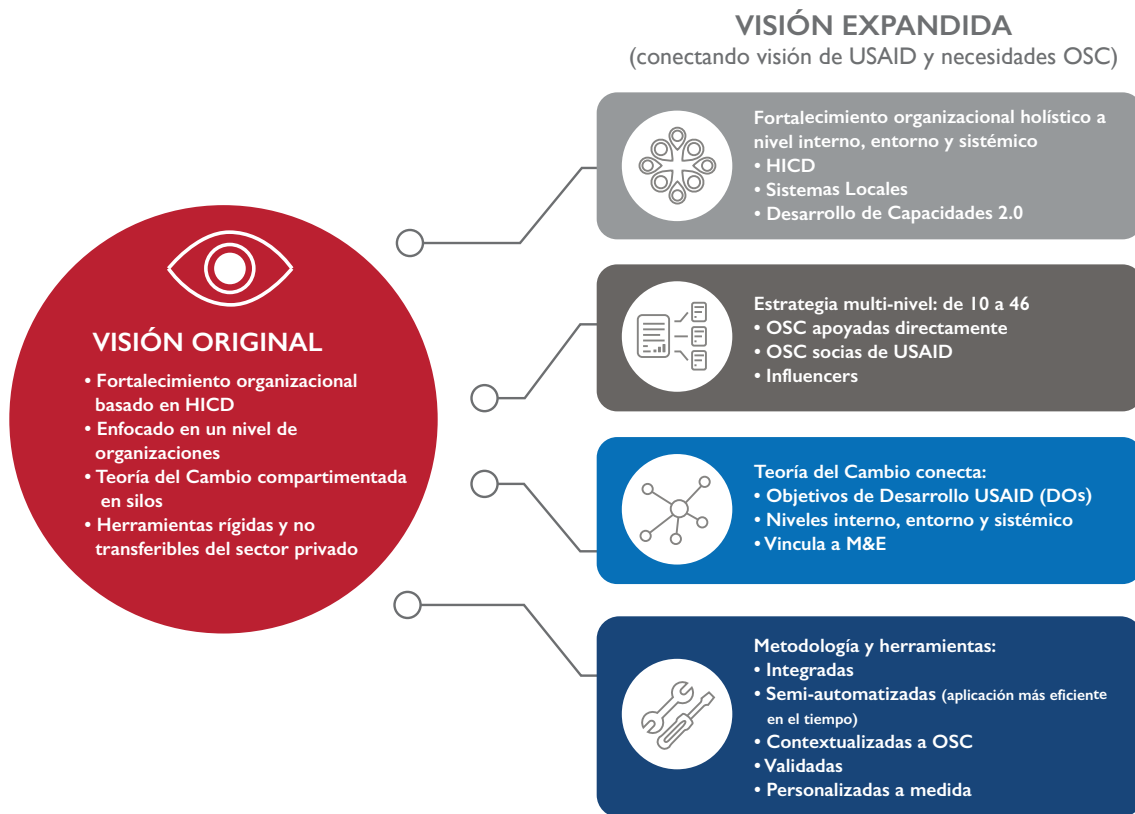 VISIÓN EXPANDIDA
(conectando visión de USAID y necesidades OSC)
VISIÓN ORIGINAL
• Fortalecimiento organizacional
basado en HICD
• Enfocado en un nivel de
organizaciones
• Teoría del Cambio compartimentada
en silos
• Herramientas rígidas y no
transferibles del sector privado
Fortalecimiento organizacional holístico a
nivel interno, entorno y sistémico
• HICD
• Sistemas Locales
• Desarrollo de Capacidades 2.0
Estrategia multi-nivel: de 10 a 46
• OSC apoyadas directamente
• OSC socias de USAID
• Influencers
Teoría del Cambio conecta:
• Objetivos de Desarrollo USAID (DOs)
• Niveles interno, entorno y sistémico
• Vincula a M&E
Metodología y herramientas:
• Integradas
• Semi-automatizadas (aplicación más eficiente
en el tiempo)
• Contextualizadas a OSC
• Validadas
• Personalizadas a medida